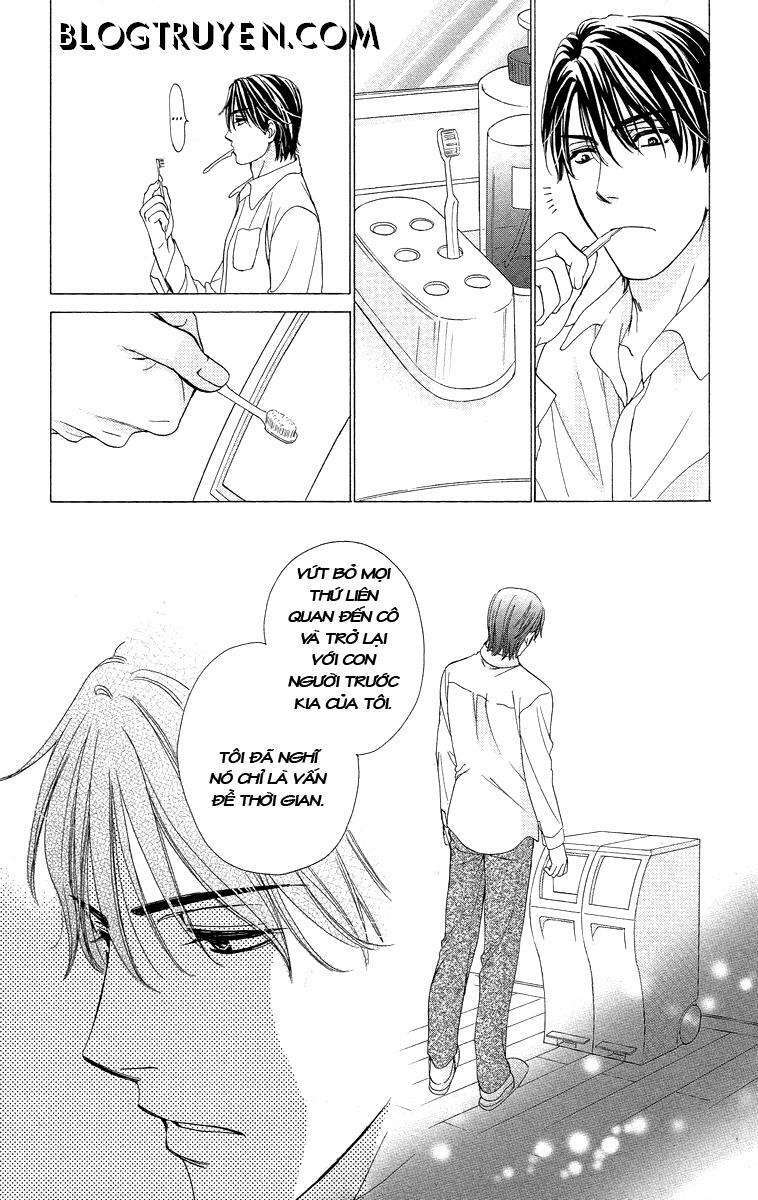 BLOGTRUYEN.COM
...
VỨT BỎ MỌI
THỨ LIÊN
QUAN ĐẾN CÔ
VÀ TRỞ LẠI
VỚI CON
NGƯỜI TRƯỚC
KIA CỦA TÔI.
TÔI ĐÃ NGHĨ
NÓ CHỈ LÀ VẤN
ĐỀ THỜI GIAN.